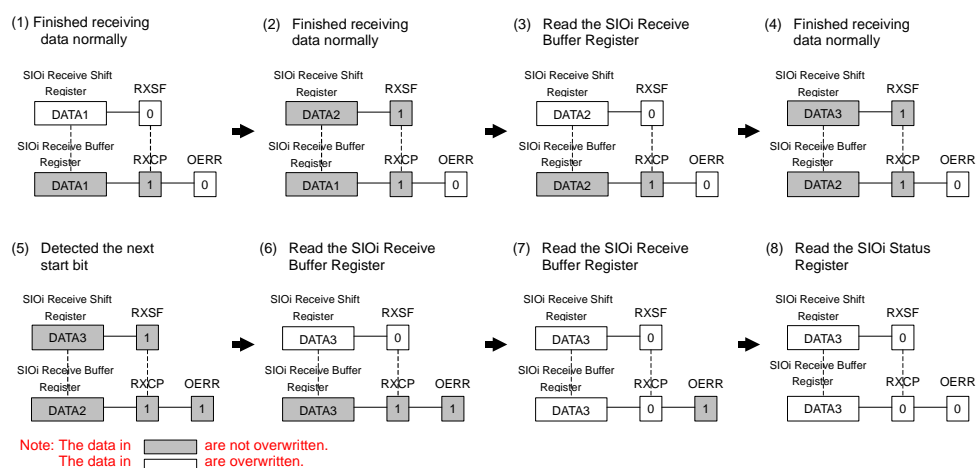 (1) Finished receiving
data normally
SIOi Receive Shift
Register RXSF
DATA1 0
SIOi Receive Buffer
Register RXCP OERR
DATA1 1 0
(2) Finished receiving
data normally
SIOi Receive Shift
Register RXSF
DATA2 1
SIOi Receive Buffer
Register RXCP OERR
DATA1 1 0
(3) Read the SIOi Receive
Buffer Register
SIOi Receive Shift
Register RXSF
DATA2 0
SIOi Receive Buffer
Register RXCP OERR
DATA2 1 0
(4) Finished receiving
data normally
SIOi Receive Shift
Register RXSF
DATA3 1
SIOi Receive Buffer
Register RXCP OERR
DATA2 1 0
(5) Detected the next
start bit
SIOi Receive Shift
Register RXSF
DATA3 1
SIOi Receive Buffer
Register RXCP OERR
DATA2 1 1
(6) Read the SIOi Receive
Buffer Register
SIOi Receive Shift
Register RXSF
DATA3 0
SIOi Receive Buffer
Register RXCP OERR
DATA3 1 1
(7) Read the SIOi Receive
Buffer Register
SIOi Receive Shift
Register RXSF
DATA3 0
SIOi Receive Buffer
Register RXCP OERR
DATA3 0 1
(8) Read the SIOi Status
Register
SIOi Receive Shift
Register RXSF
DATA3 0
SIOi Receive Buffer
Register RXCP OERR
DATA3 0 0
Note: The data in are not overwritten.
The data in are overwritten.